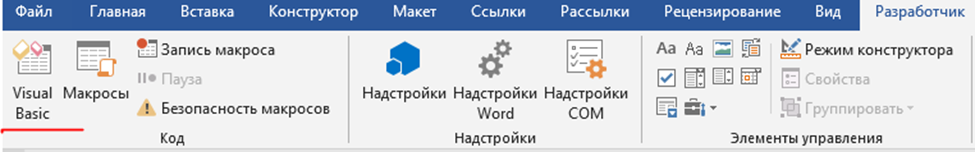 Файл Главная Вставка Конструктор Макет Ссылки Рассылки Рецензирование Вид Разработчик
Visual
Basic
Макросы
Запись макроса
Пауза
Безопасность макросов
Код
Надстройки
Надстройки
Word
Надстройки
COM
Надстройки
Aa Aa
Режим конструктора
Свойства
Группировать
Элементы управления